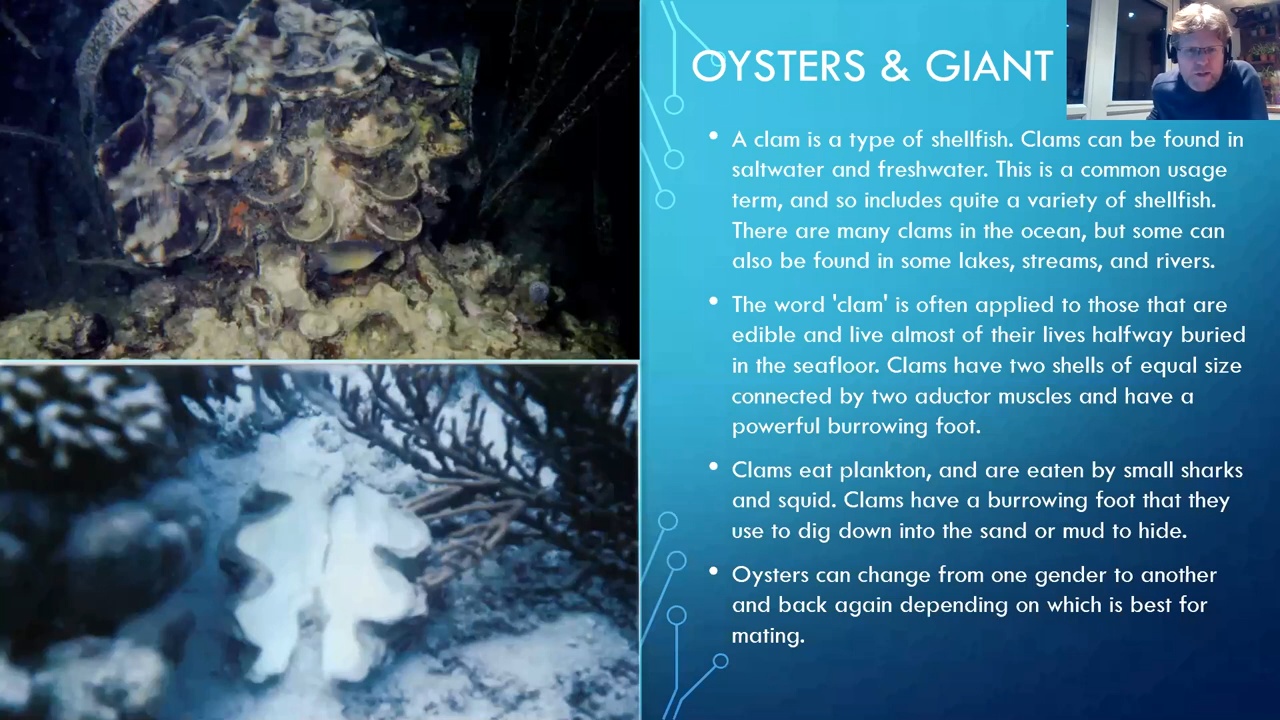 OYSTERS & GIANT
• A clam is a type of shellfish. Clams can be found in
saltwater and freshwater. This is a common usage
term, and so includes quite a variety of shellfish.
There are many clams in the ocean, but some can
also be found in some lakes, streams, and rivers.
• The word 'clam' is often applied to those that are
edible and live almost of their lives halfway buried
in the seafloor. Clams have two shells of equal size
connected by two aductor muscles and have a
powerful burrowing foot.
• Clams eat plankton, and are eaten by small sharks
and squid. Clams have a burrowing foot that they
use to dig down into the sand or mud to hide.
• Oysters can change from one gender to another
and back again depending on which is best for
mating.